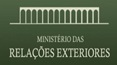 MINISTÉRIO DAS
RELAÇÕES EXTERIORES